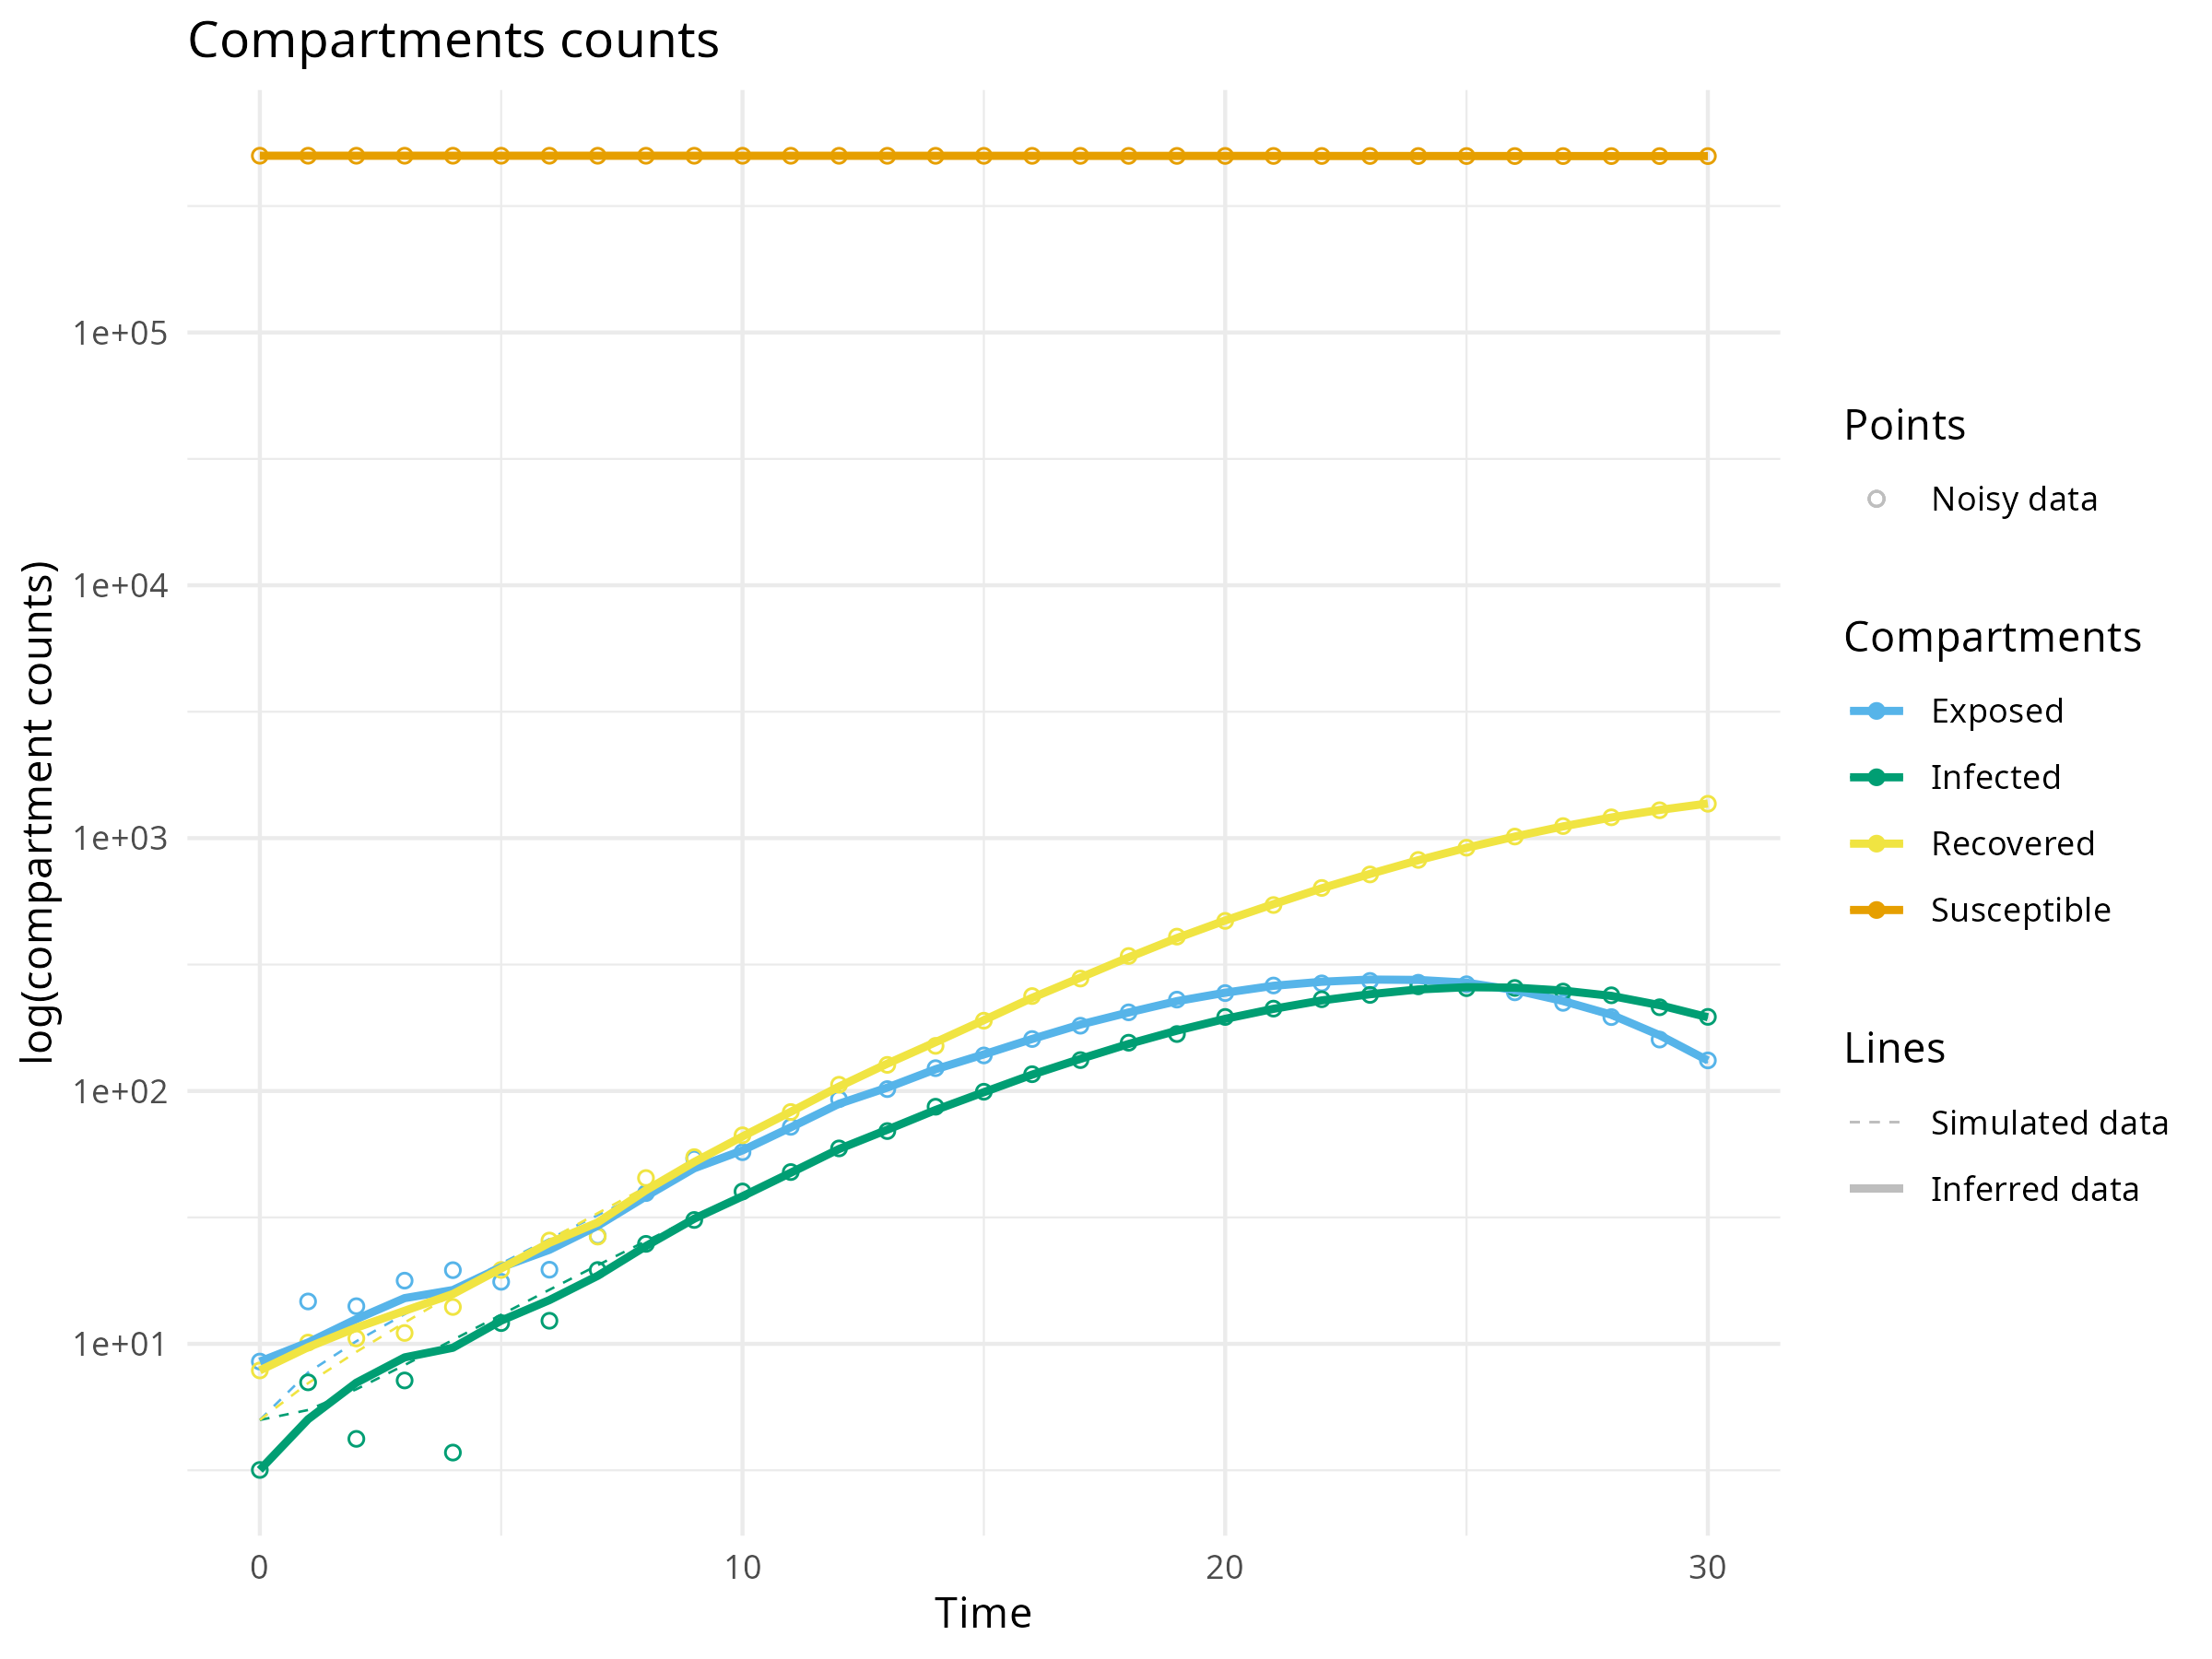 Compartments counts
log(compartment counts)
1e+05
1e+04
1e+03
1e+02
1e+01
0
10
20
30
Time
Points
Noisy data
Compartments
Exposed
Infected
Recovered
Susceptible
Lines
Simulated data
Inferred data